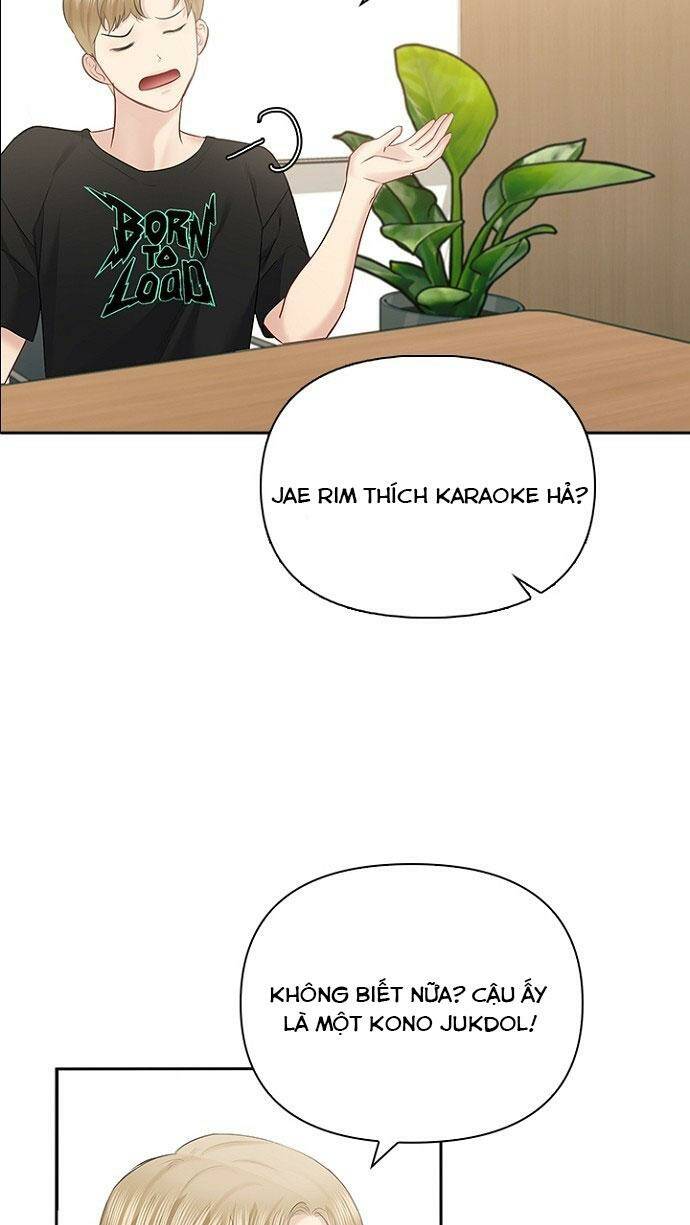 BORN
TO
LOAD
JAE RIM THÍCH KARAOKE HẢ?
KHÔNG BIẾT NỮA? CẬU ẤY
LÀ MỘT KONO JUKDOL!